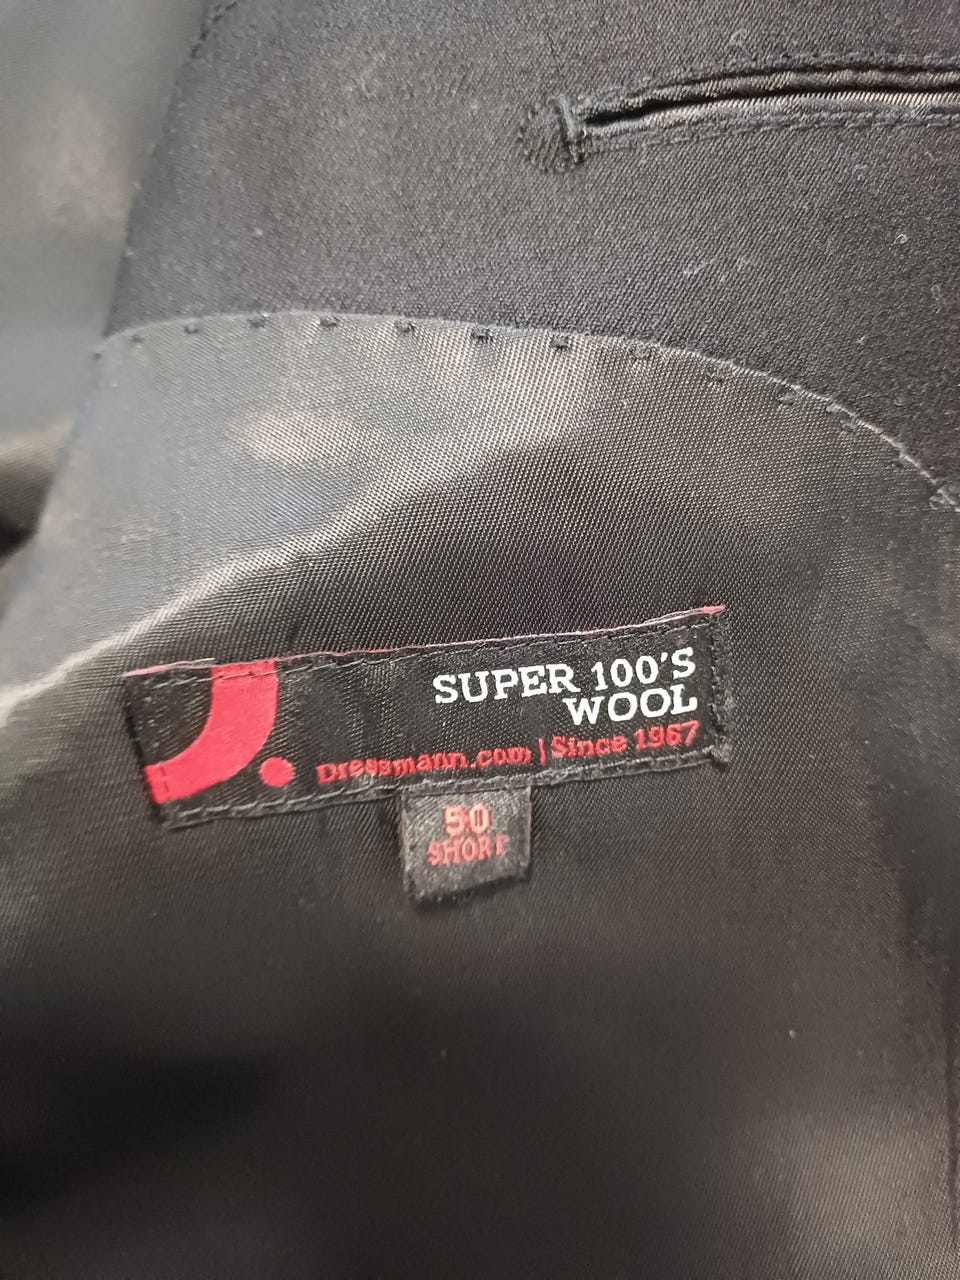 SUPER 100'S
WOOL
Dressmann.com | Since 1967
50
SHORT